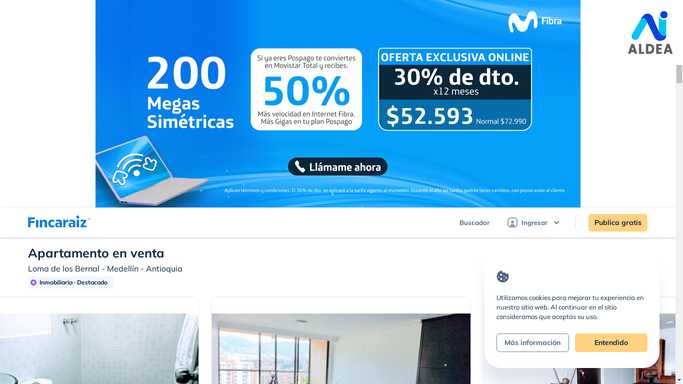 Fibra
ALDEA
200
Megas
Simétricas
Si ya eres Pospago te conviertes
en Movistar Total y recibes.
50%
Más velocidad en Internet Fibra.
Más Gigas en tu plan Pospago
OFERTA EXCLUSIVA ONLINE
30% de dto.
x12 meses
$52.593 Normal $72.990
Llámame ahora
Fincaraiz
Buscador
Ingresar
Publica gratis
Apartamento en venta
Loma de los Bernal - Medellín - Antioquia
Inmobiliaria · Destacado
Utilizamos cookies para mejorar tu experiencia en
nuestro sitio web. Al continuar en el sitio
consideramos que aceptas su uso.
Más información
Entendido